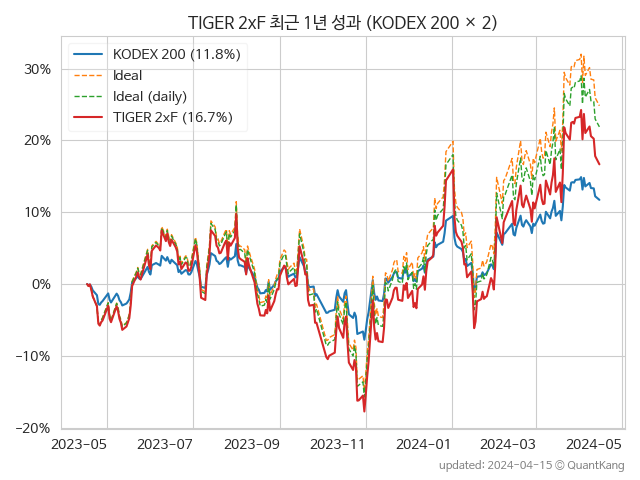 TIGER 2xF 최근 1년 성과 (KODEX 200 × 2)
KODEX 200 (11.8%)
Ideal
Ideal (daily)
TIGER 2xF (16.7%)
30%
20%
10%
0%
−10%
−20%
2023-05 2023-07 2023-09 2023-11 2024-01 2024-03 2024-05
updated: 2024-04-15 © QuantKang